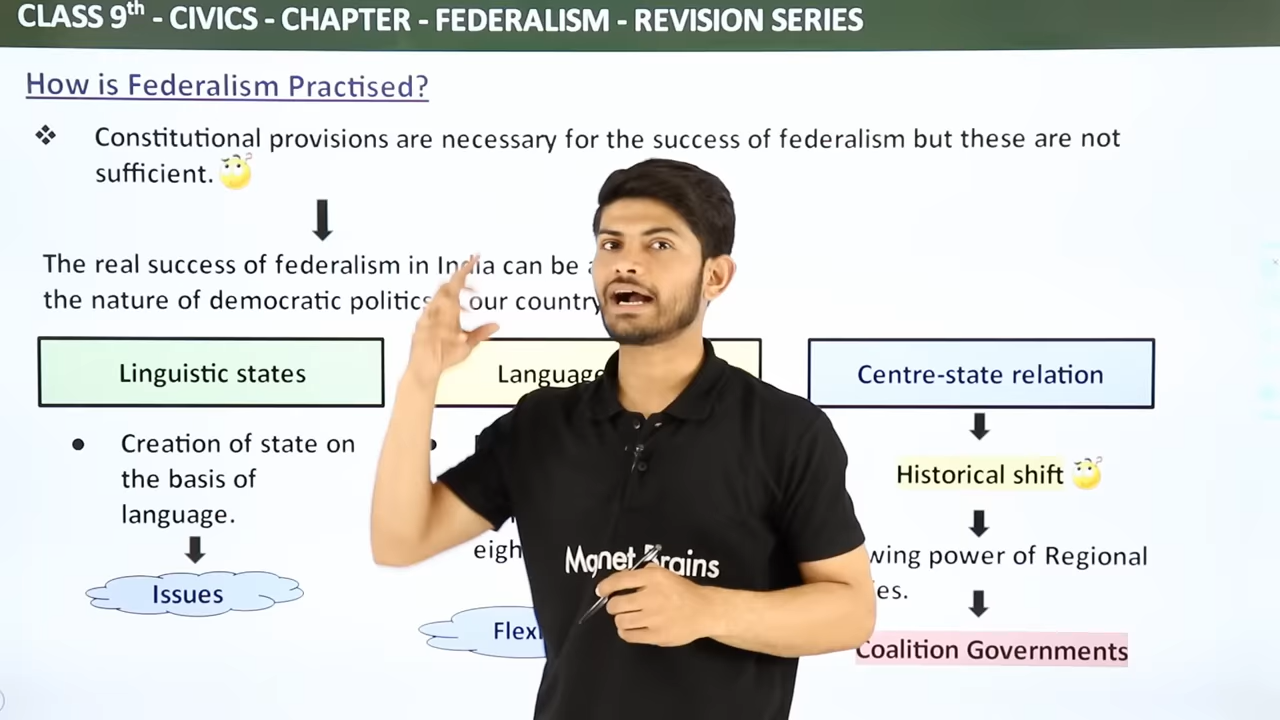 CLASS 9th - CIVICS - CHAPTER - FEDERALISM - REVISION SERIES
How is Federalism Practised?
❖ Constitutional provisions are necessary for the success of federalism but these are not
sufficient.
The real success of federalism in India can be
the nature of democratic politics our country
Linguistic states
Language
Centre-state relation
● Creation of state on
the basis of
language.
Issues
Historical shift
power of Regional
Coalition Governments
Magnet Brains